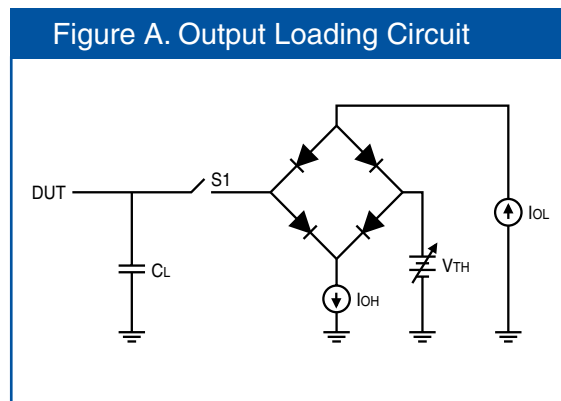 Figure A. Output Loading Circuit
DUT
S1
CL
IOH
VTH
IOL